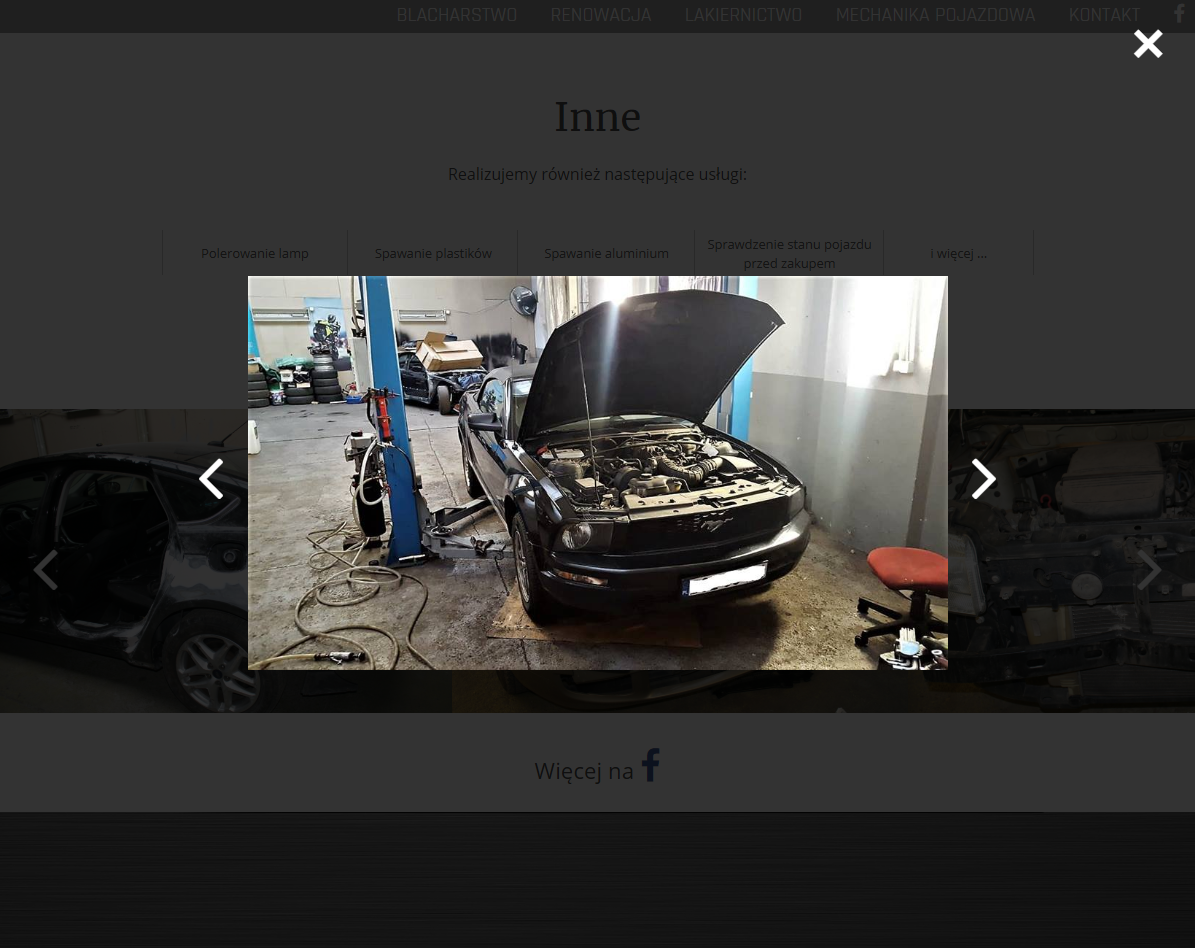 BLACHARSTWO RENOWACJA LAKIERNICTWO MECHANIKA POJAZDOWA KONTAKT
Inne
Realizujemy również następujące usługi:
Polerowanie lamp
Spawanie plastików
Spawanie aluminium
Sprawdzenie stanu pojazdu
przed zakupem
i więcej ...
Więcej na